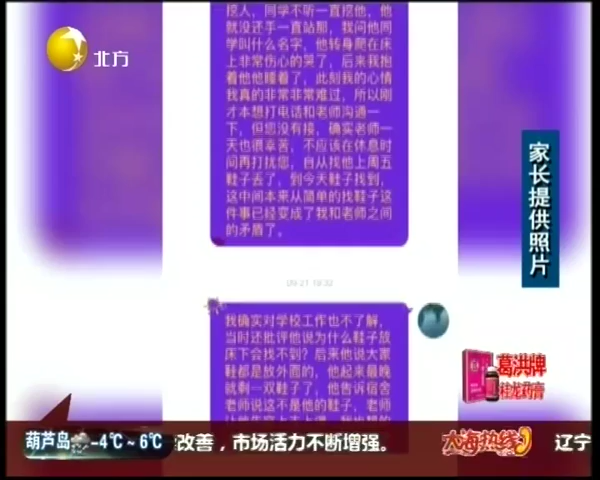 挖人，同学不听一直挖他，他
就没还手一直站那，我问他同
学叫什么名字，他转身爬在床
上非常伤心的哭了，后来我抱
着他他睡着了，此刻我的心情
我真的非常非常难过，所以刚
才本想打电话和老师沟通一
下，但您没有接，确实老师一
天也很辛苦，不应该在休息时
间再打扰您，自从找他上周五
鞋子丢了，到今天鞋子找到，
这中间本来从简单的找鞋子这
件事已经变成了我和老师之间
的矛盾了。
我确实对学校工作也不了解，
当时还批评他说为什么鞋子放
床下会找不到？后来他说大家
鞋都是放外面的，他起来最晚
就剩一双鞋子了，他告诉宿舍
老师说这不是他的鞋子，老师
北方
家长提供照片
葛洪牌
桂龙药膏
葫芦岛 -4℃~6℃
改善，市场活力不断增强。
大海热线
辽宁